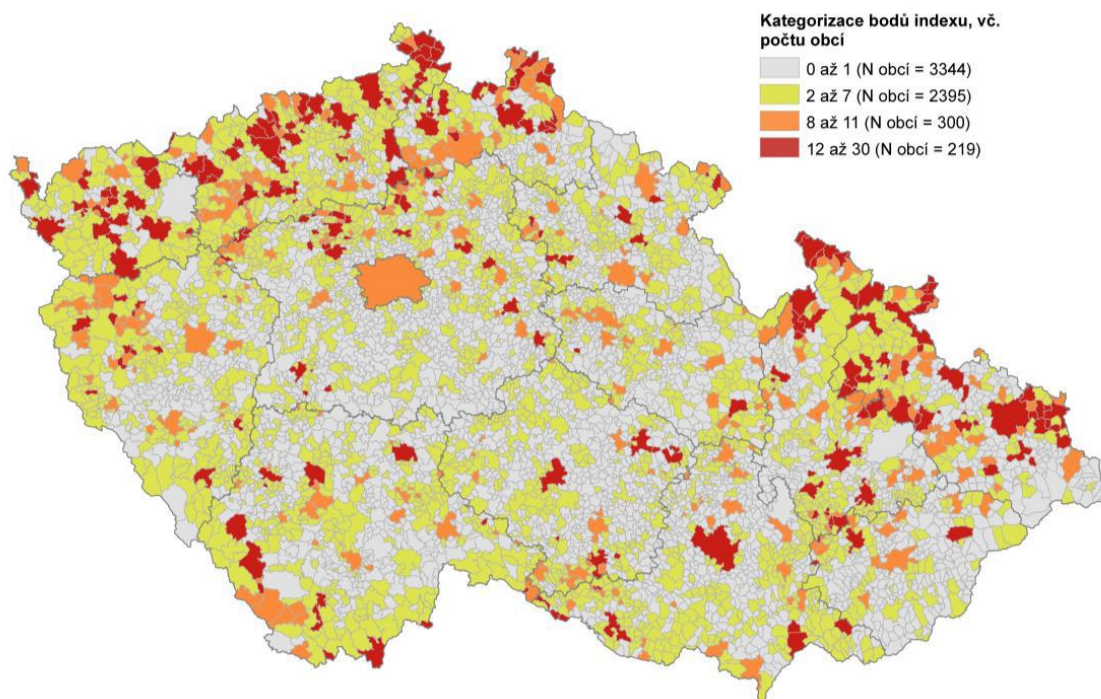 Kategorizace bodů indexu, vč.
počtu obcí
0 až 1 (N obcí = 3344)
2 až 7 (N obcí = 2395)
8 až 11 (N obcí = 300)
12 až 30 (N obcí = 219)